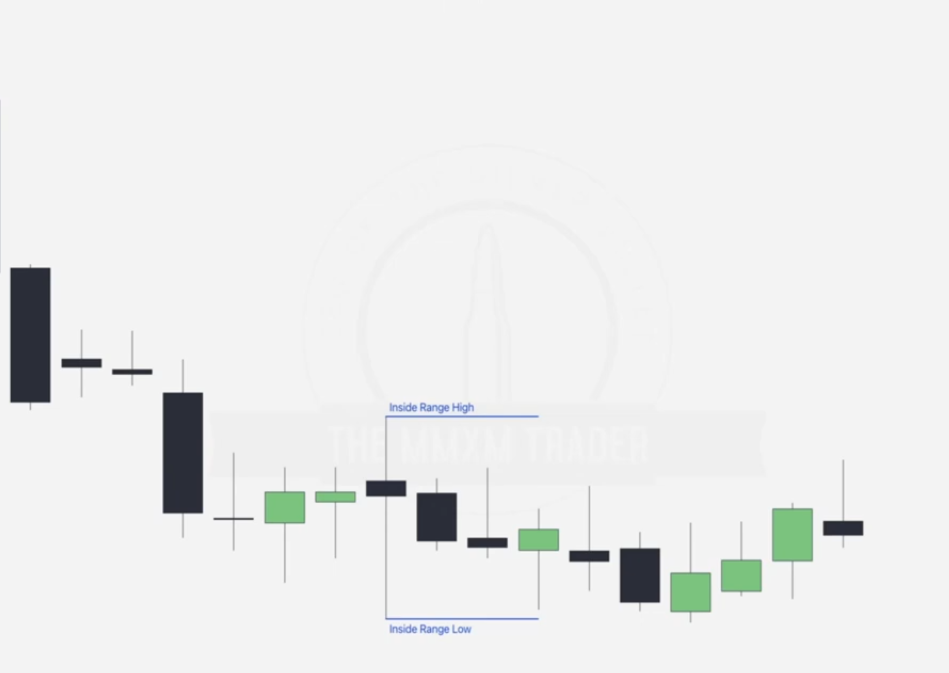 Inside Range High
THE MMXM TRADER
Inside Range Low